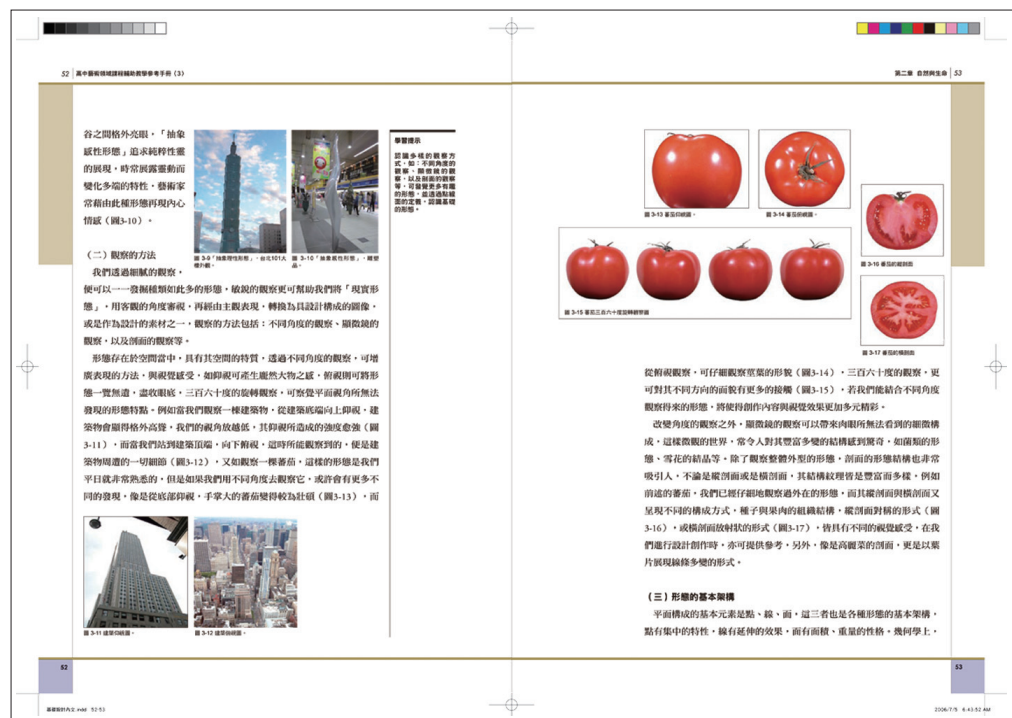 52 高中藝術領域課程輔助教學參考手冊（3）
谷之間格外亮眼，「抽象
感性形態」追求純粹性靈
的展現，時常展露靈動而
變化多端的特性，藝術家
常藉由此種形態再現內心
情感（圖3-10）。
圖 3-9「抽象理性形態」，台北101大
樓外觀。
圖 3-10「抽象感性形態」，雕塑
品。
學習提示
認識多樣的觀察方
式，如：不同角度的
觀察、顯微鏡的觀
察，以及剖面的觀察
等，可發覺更多有趣
的形態，並透過點線
面的定義，認識基礎
的形態。
（二）觀察的方法
我們透過細膩的觀察，
便可以一一發掘種類如此多的形態，敏銳的觀察更可幫助我們將「現實形
態」，用客觀的角度審視，再經由主觀表現，轉換為具設計構成的圖像，
或是作為設計的素材之一，觀察的方法包括：不同角度的觀察、顯微鏡的
觀察，以及剖面的觀察等。
形態存在於空間當中，具有其空間的特質，透過不同角度的觀察，可增
廣表現的方法，與視覺感受，如仰視可產生龐然大物之感，俯視則可將形
態一覽無遺，盡收眼底，三百六十度的旋轉觀察，可察覺平面視角所無法
發現的形態特點。例如當我們觀察一棟建築物，從建築底端向上仰視，建
築物會顯得格外高聳，我們的視角放越低，其仰視所造成的強度愈強（圖
3-11），而當我們站到建築頂端，向下俯視，這時所能觀察到的，便是建
築物周遭的一切細節（圖3-12），又如觀察一棵蕃茄，這樣的形態是我們
平日就非常熟悉的，但是如果我們用不同角度去觀察它，或許會有更多不
同的發現，像是從底部仰視，手掌大的蕃茄變得較為壯碩（圖3-13），而
圖 3-11 建築仰視圖。
圖 3-12 建築俯視圖。
52
基礎設計內文.indd 52-53
第二章 自然與生命 53
圖 3-13 蕃茄仰視圖。
圖 3-14 蕃茄俯視圖。
圖 3-15 蕃茄三百六十度旋轉觀察圖
圖 3-16 蕃茄的縱剖面
圖 3-17 蕃茄的橫剖面
從俯視觀察，可仔細觀察莖葉的形貌（圖3-14），三百六十度的觀察，更
可對其不同方向的面貌有更多的接觸（圖3-15），若我們能結合不同角度
觀察得來的形態，將使得創作內容與視覺效果更加多元精彩。
改變角度的觀察之外，顯微鏡的觀察可以帶來肉眼所無法看到的細微構
成，這樣微觀的世界，常令人對其豐富多變的結構感到驚奇，如菌類的形
態、雪花的結晶等。除了觀察整體外型的形態，剖面的形態結構也非常
吸引人，不論是縱剖面或是橫剖面，其結構紋理皆是豐富而多樣，例如
前述的蕃茄，我們已經仔細地觀察過外在的形態，而其縱剖面與橫剖面又
呈現不同的構成方式，種子與果肉的組織結構，縱剖面對稱的形式（圖
3-16），或橫剖面放射狀的形式（圖3-17），皆具有不同的視覺感受，在我
們進行設計創作時，亦可提供參考，另外，像是高麗菜的剖面，更是以葉
片展現線條多變的形式。
（三）形態的基本架構
平面構成的基本元素是點、線、面，這三者也是各種形態的基本架構，
點有集中的特性，線有延伸的效果，面有面積、重量的性格。幾何學上，
53
2006/7/5 6:43:52 AM